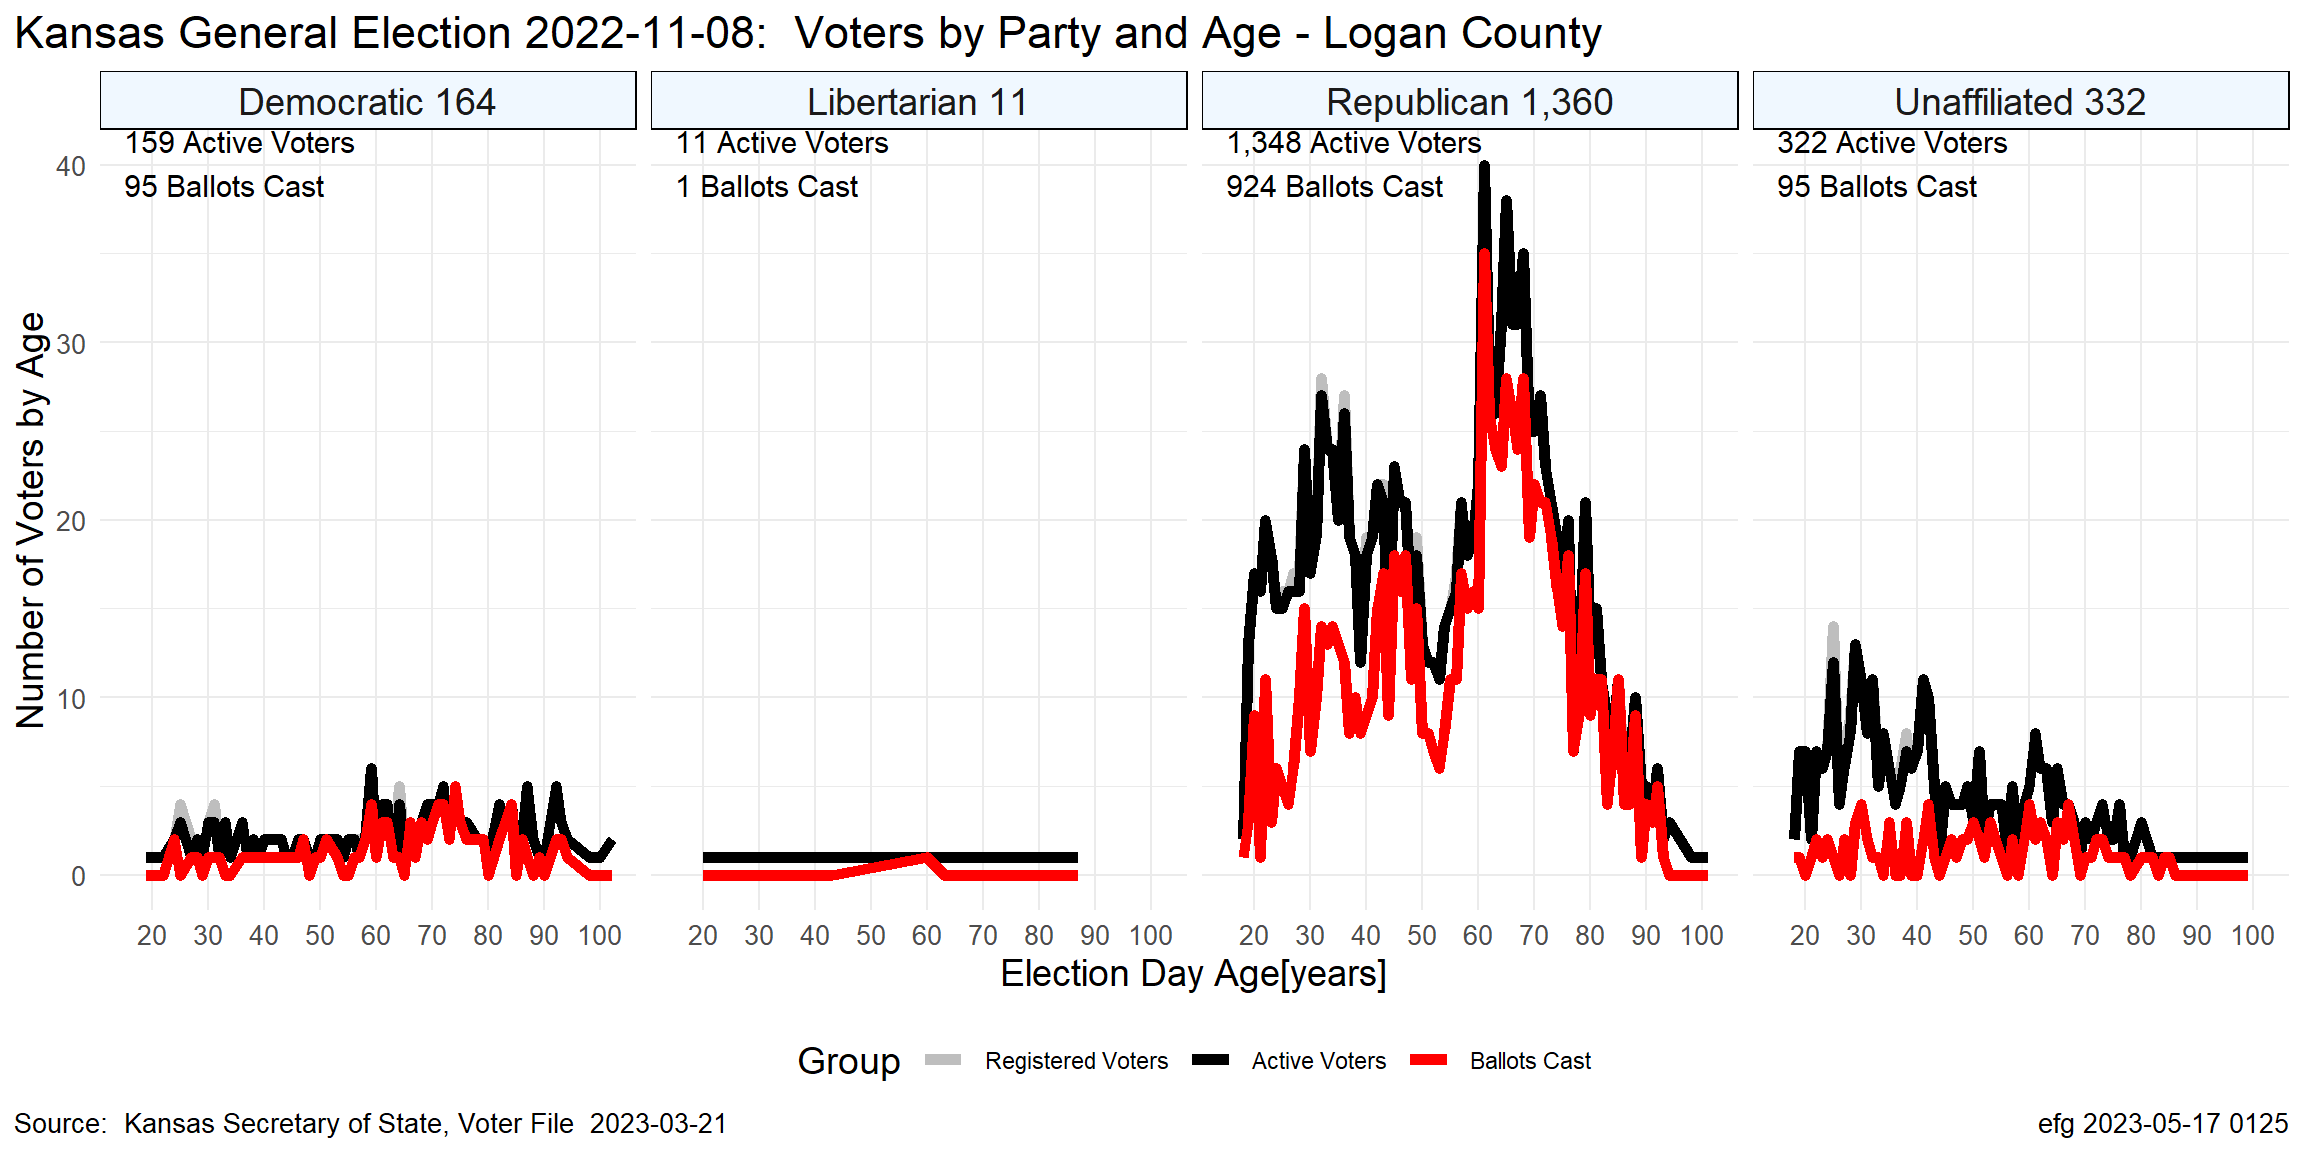 Kansas General Election 2022-11-08:  Voters by Party and Age - Logan County
Democratic 164
Libertarian 11
Republican 1,360
Unaffiliated 332
159 Active Voters
95 Ballots Cast
11 Active Voters
1 Ballots Cast
1,348 Active Voters
924 Ballots Cast
322 Active Voters
95 Ballots Cast
Number of Voters by Age
40
30
20
10
0
20 30 40 50 60 70 80 90 100
20 30 40 50 60 70 80 90 100
20 30 40 50 60 70 80 90 100
20 30 40 50 60 70 80 90 100
Election Day Age[years]
Group Registered Voters Active Voters Ballots Cast
Source:  Kansas Secretary of State, Voter File  2023-03-21
efg 2023-05-17 0125